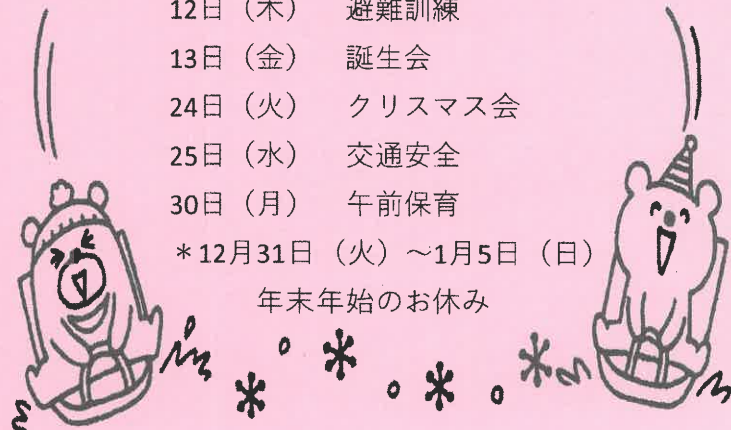 12日（木）　避難訓練
13日（金）　誕生会
24日（火）　クリスマス会
25日（水）　交通安全
30日（月）　午前保育
＊12月31日（火）～1月5日（日）
年末年始のお休み